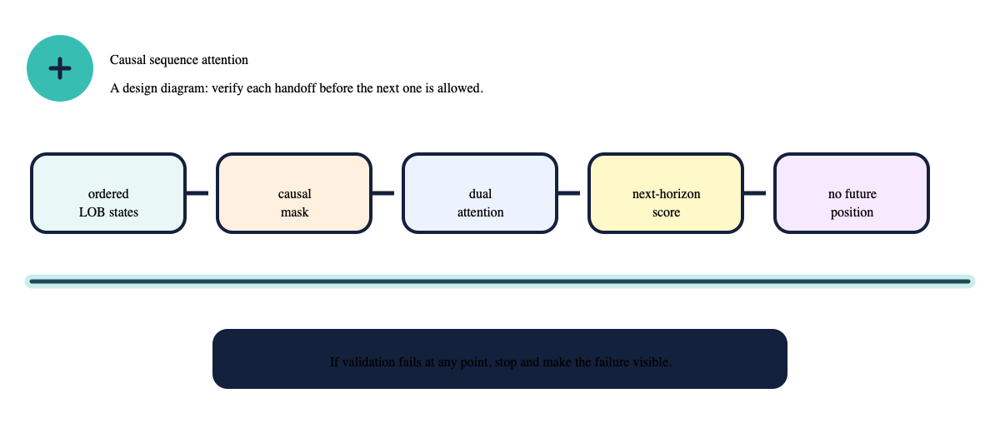 Causal sequence attention
A design diagram: verify each handoff before the next one is allowed.
ordered
LOB states
causal
mask
dual
attention
next-horizon
score
no future
position
If validation fails at any point, stop and make the failure visible.